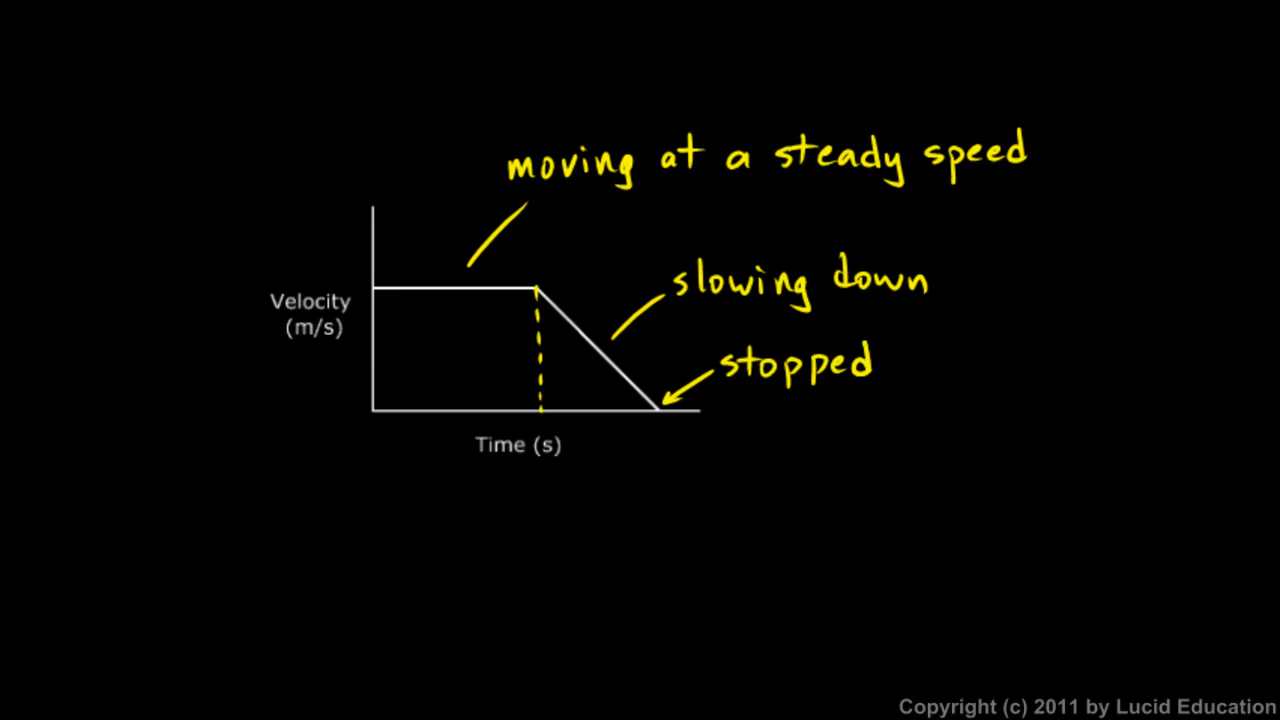 moving at a steady speed
slowing down
Velocity
(m/s)
stopped
Time (s)
Copyright (c) 2011 by Lucid Education